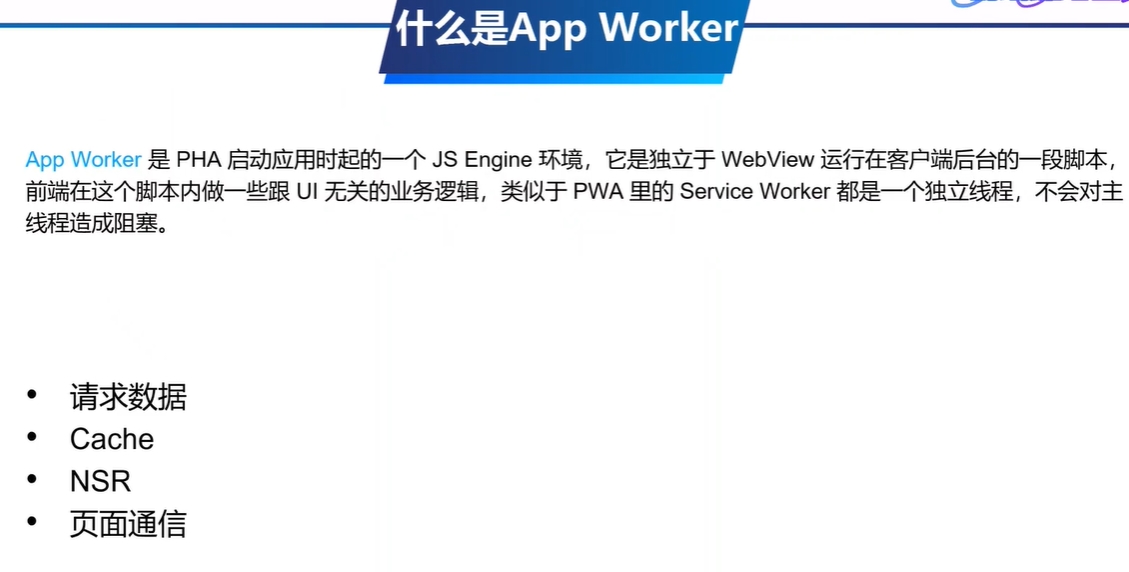 什么是App Worker
App Worker 是 PHA 启动应用时起的一个 JS Engine 环境，它是独立于 WebView 运行在客户端后台的一段脚本，
前端在这个脚本内做一些跟 UI 无关的业务逻辑，类似于 PWA 里的 Service Worker 都是一个独立线程，不会对主
线程造成阻塞。
• 请求数据
• Cache
• NSR
• 页面通信